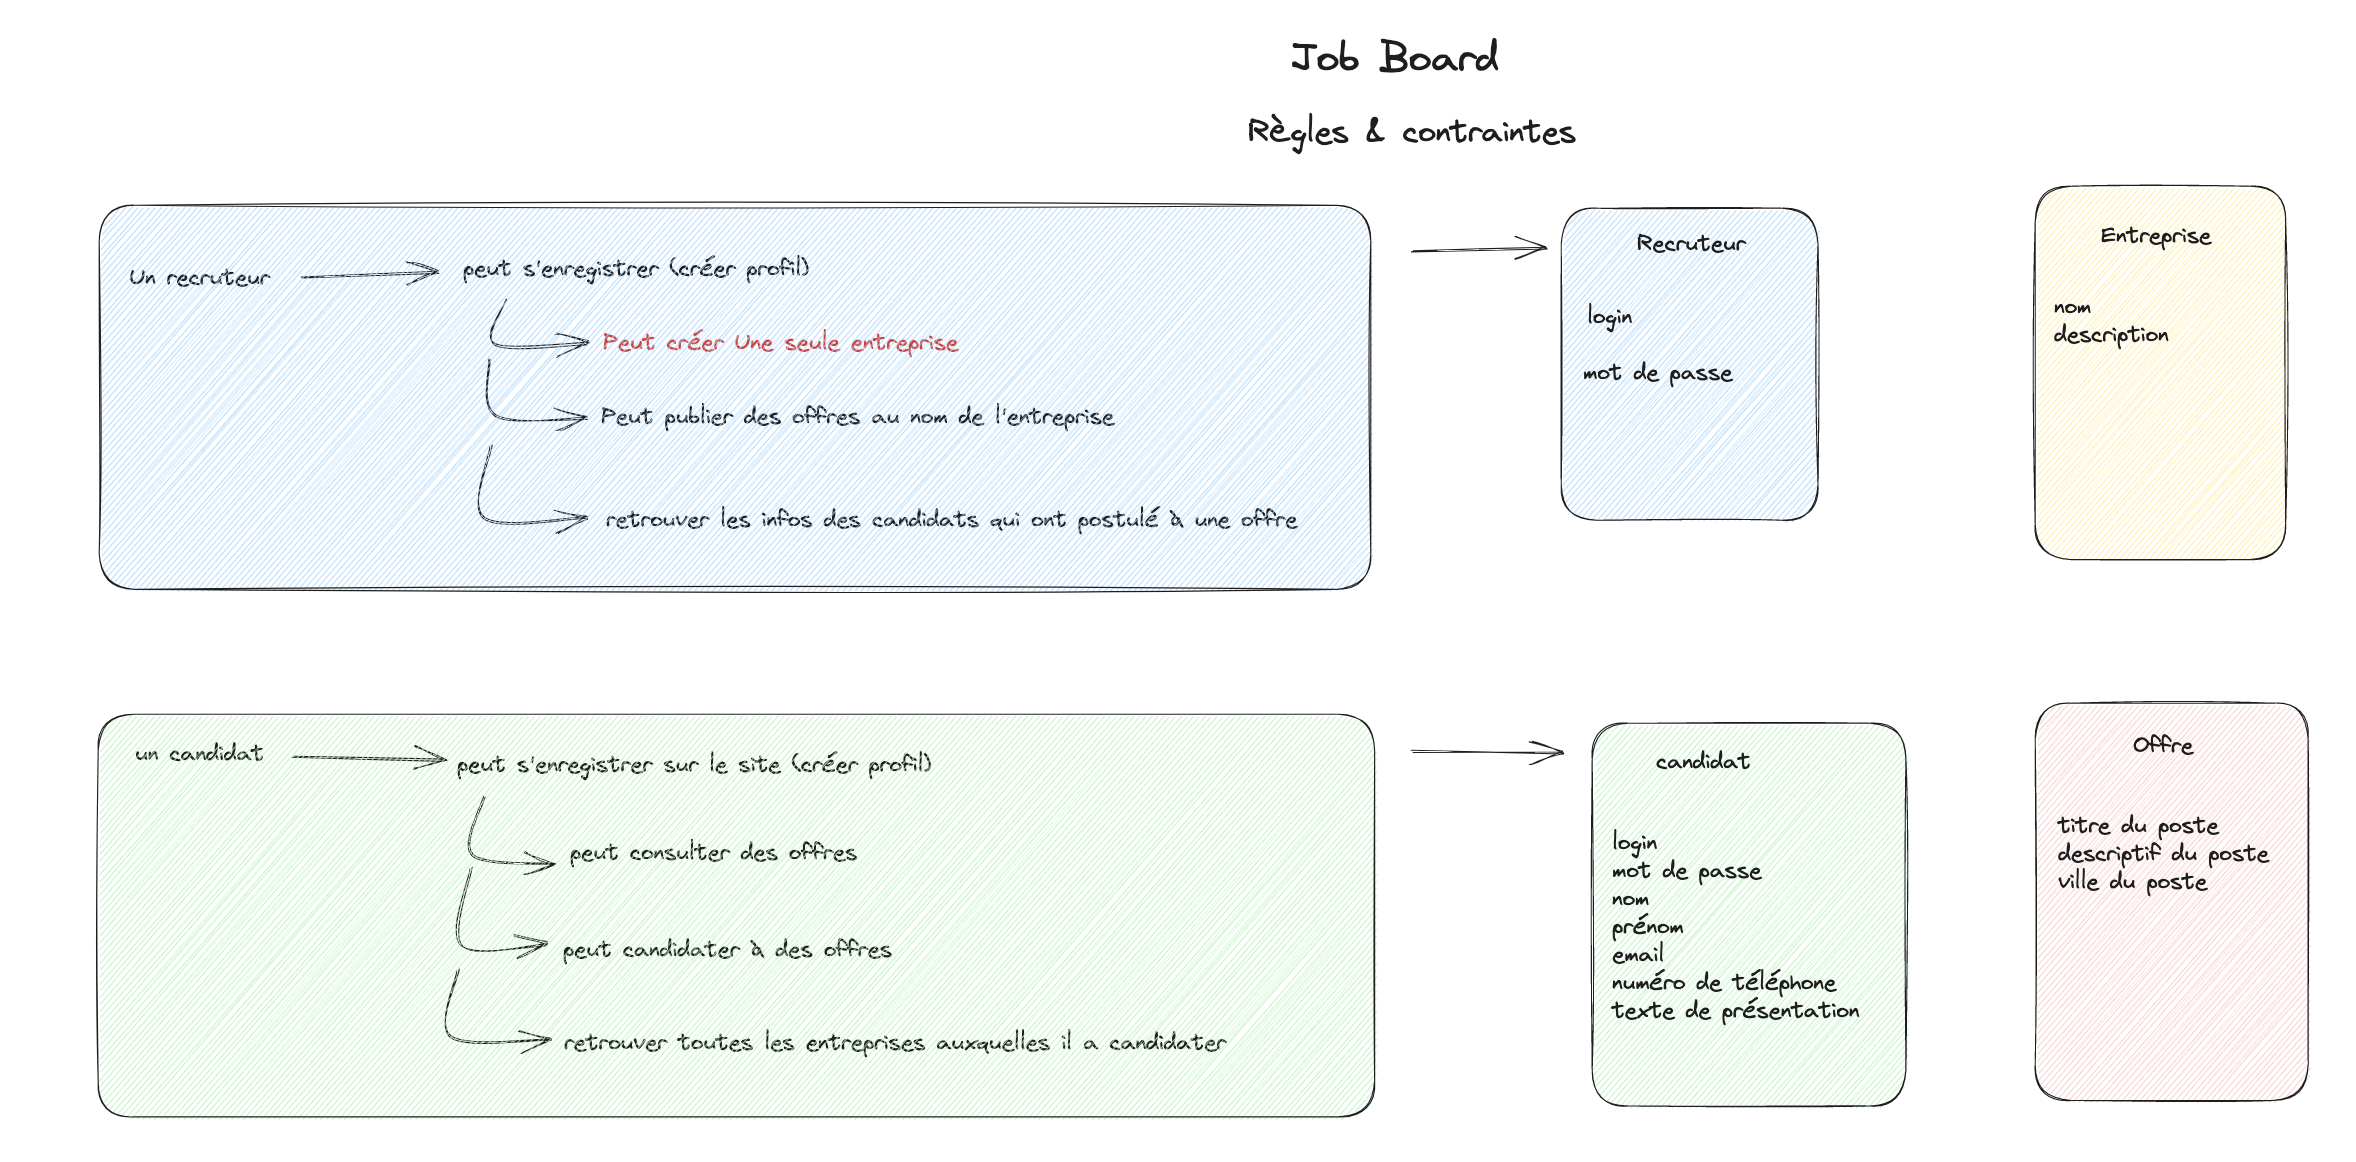 Job Board
Règles & contraintes
Un recruteur
peut s'enregistrer (créer profil)
Peut créer Une seule entreprise
Peut publier des offres au nom de l'entreprise
retrouver les infos des candidats qui ont postulé à une offre
Recruteur
login
mot de passe
Entreprise
nom
description
un candidat
peut s'enregistrer sur le site (créer profil)
peut consulter des offres
peut candidater à des offres
retrouver toutes les entreprises auxquelles il a candidater
candidat
login
mot de passe
nom
prénom
email
numéro de téléphone
texte de présentation
Offre
titre du poste
descriptif du poste
ville du poste